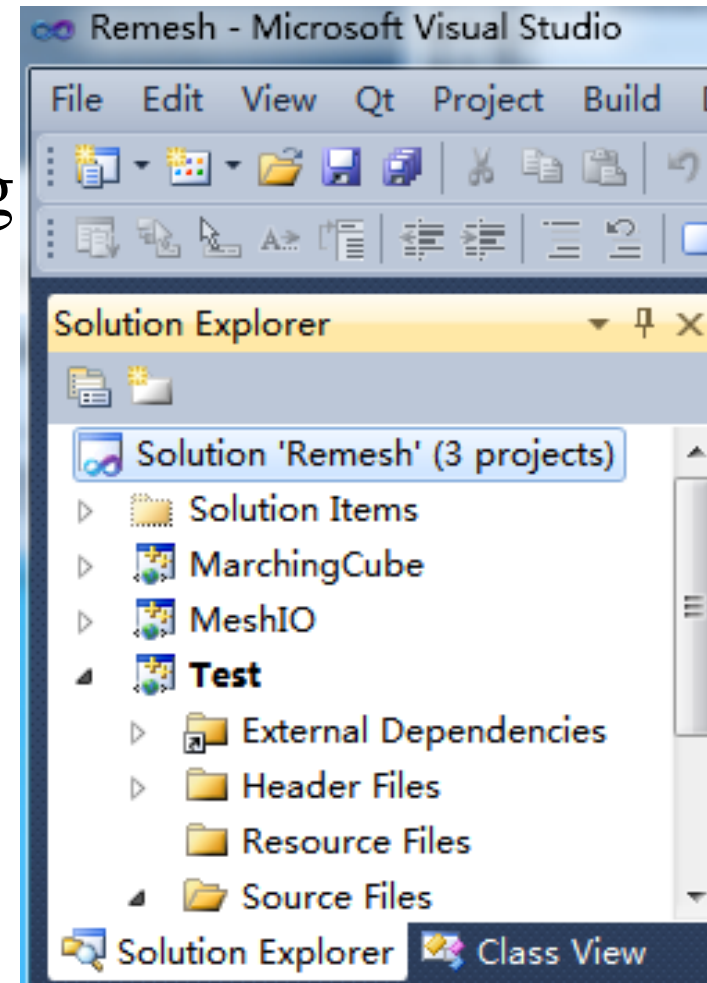 Remesh - Microsoft Visual Studio
File Edit View Qt Project Build
g
Solution Explorer
Solution 'Remesh' (3 projects)
Solution Items
MarchingCube
MeshIO
Test
External Dependencies
Header Files
Resource Files
Source Files
Solution Explorer Class View